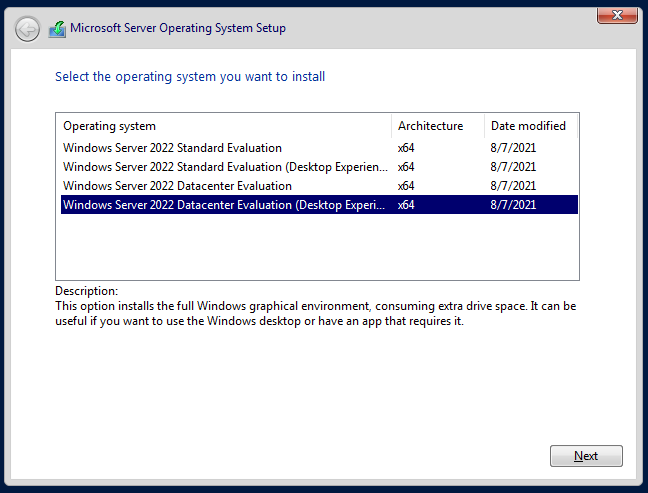 Microsoft Server Operating System Setup
Select the operating system you want to install
Operating system Architecture Date modified
Windows Server 2022 Standard Evaluation x64 8/7/2021
Windows Server 2022 Standard Evaluation (Desktop Experien... x64 8/7/2021
Windows Server 2022 Datacenter Evaluation x64 8/7/2021
Windows Server 2022 Datacenter Evaluation (Desktop Experi... x64 8/7/2021
Description:
This option installs the full Windows graphical environment, consuming extra drive space. It can be
useful if you want to use the Windows desktop or have an app that requires it.
Next